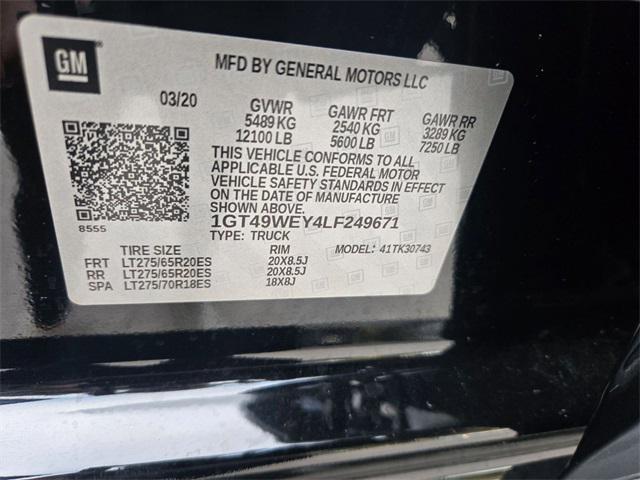 GM
MFD BY GENERAL MOTORS LLC
03/20
GVWR GAWR FRT GAWR RR
5489 KG 2540 KG 3289 KG
12100 LB 5600 LB 7250 LB
THIS VEHICLE CONFORMS TO ALL
APPLICABLE U.S. FEDERAL MOTOR
VEHICLE SAFETY STANDARDS IN EFFECT
ON THE DATE OF MANUFACTURE
SHOWN ABOVE.
8555
1GT49WEY4LF249671
TYPE: TRUCK MODEL: 41TK30743
TIRE SIZE RIM
FRT LT275/65R20ES 20X8.5J
RR LT275/65R20ES 20X8.5J
SPA LT275/70R18ES 18X8J